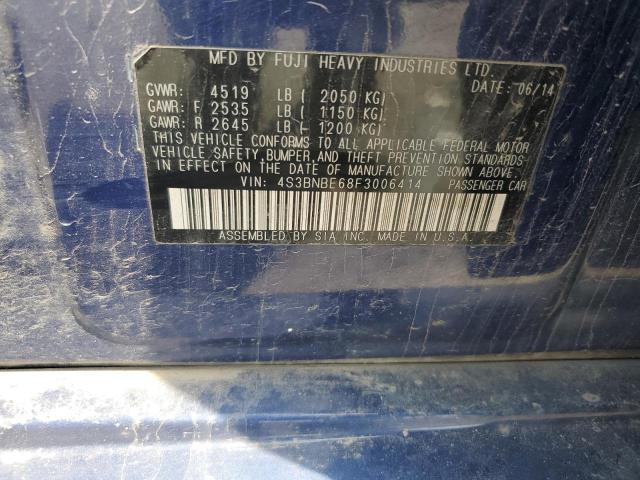 MFD BY FUJI HEAVY INDUSTRIES LTD.
GVWR: 4519 LB ( 2050 KG) DATE: 06/14
GAWR: F 2535 LB ( 1150 KG)
GAWR: R 2645 LB ( 1200 KG)
THIS VEHICLE CONFORMS TO ALL APPLICABLE FEDERAL MOTOR
VEHICLE SAFETY, BUMPER, AND THEFT PREVENTION STANDARDS
IN EFFECT ON THE DATE OF MANUFACTURE SHOWN ABOVE.
VIN: 4S3BNBE68F3006414 PASSENGER CAR
ASSEMBLED BY SIA INC. MADE IN U.S.A.